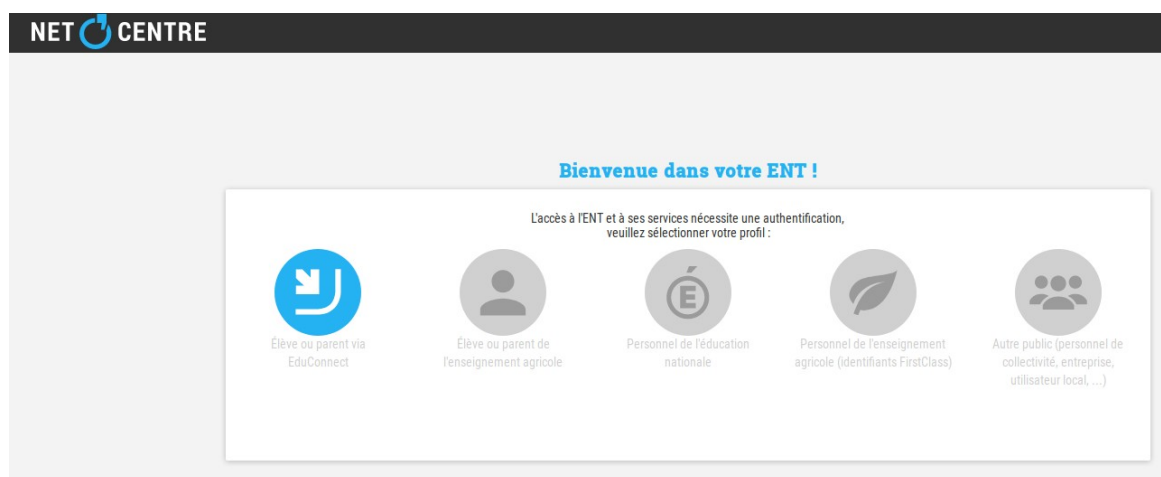 NET CENTRE
Bienvenue dans votre ENT !
L'accès à l'ENT et à ses services nécessite une authentification,
veuillez sélectionner votre profil :
É
Élève ou parent via
EduConnect
Élève ou parent de
l'enseignement agricole
Personnel de l'éducation
nationale
Personnel de l'enseignement
agricole (identifiants FirstClass)
Autre public (personnel de
collectivité, entreprise,
utilisateur local, ...)